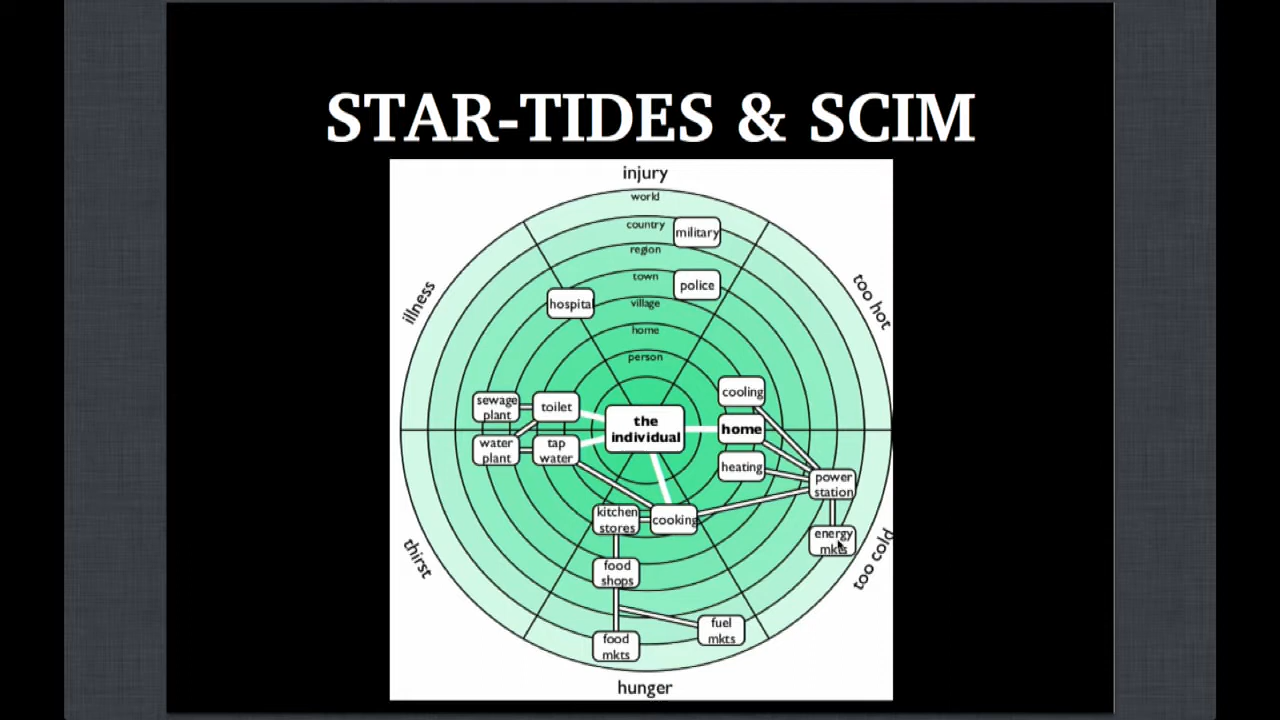 STAR-TIDES & SCIM
injury
world
country
military
region
town
police
illness
too hot
hospital
village
home
person
cooling
sewage
plant
toilet
the
individual
home
water
plant
tap
water
heating
power
station
kitchen
stores
cooking
energy
mkts
thirst
too cold
food
shops
fuel
mkts
food
mkts
hunger